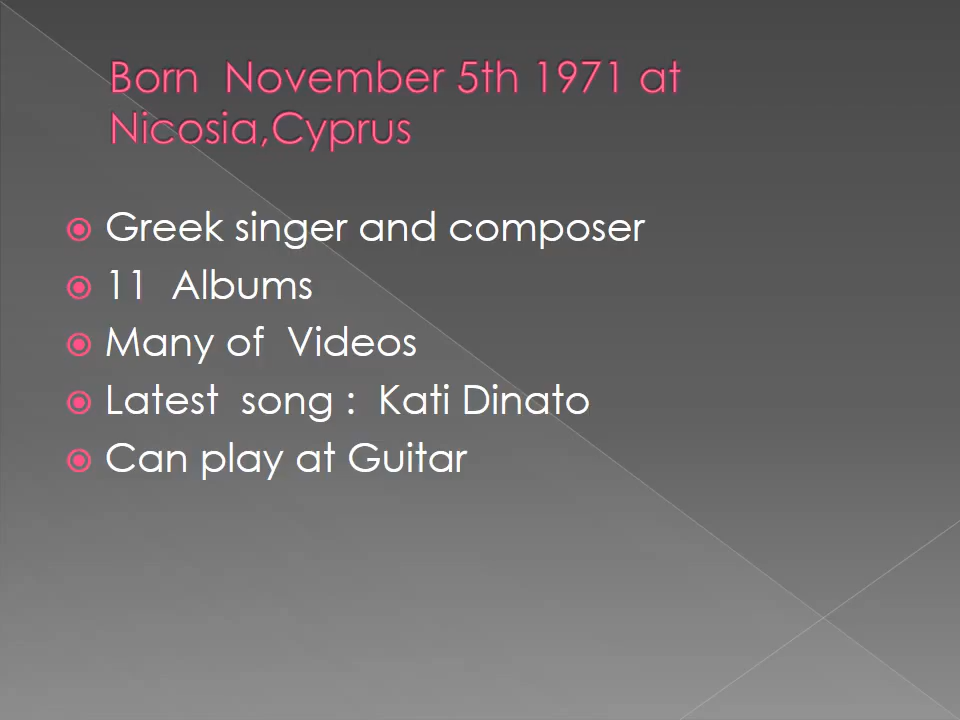 Born  November 5th 1971 at
Nicosia,Cyprus
Greek singer and composer
11  Albums
Many of  Videos
Latest  song :  Kati Dinato
Can play at Guitar